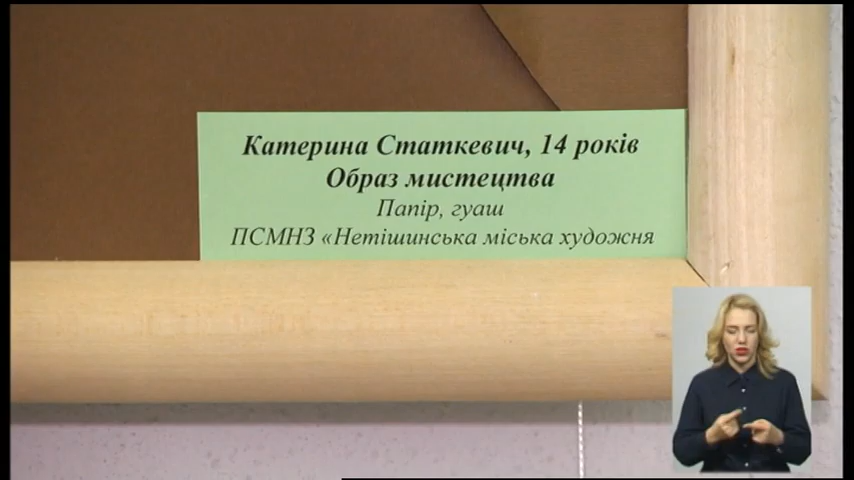 Катерина Статкевич, 14 років
Образ мистецтва
Папір, гуаш
ПСМНЗ «Нетішинська міська художня